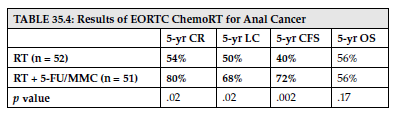 TABLE 35.4: Results of EORTC ChemoRT for Anal Cancer
5-yr CR 5-yr LC 5-yr CFS 5-yr OS
RT (n = 52) 54% 50% 40% 56%
RT + 5-FU/MMC (n = 51) 80% 68% 72% 56%
p value .02 .02 .002 .17